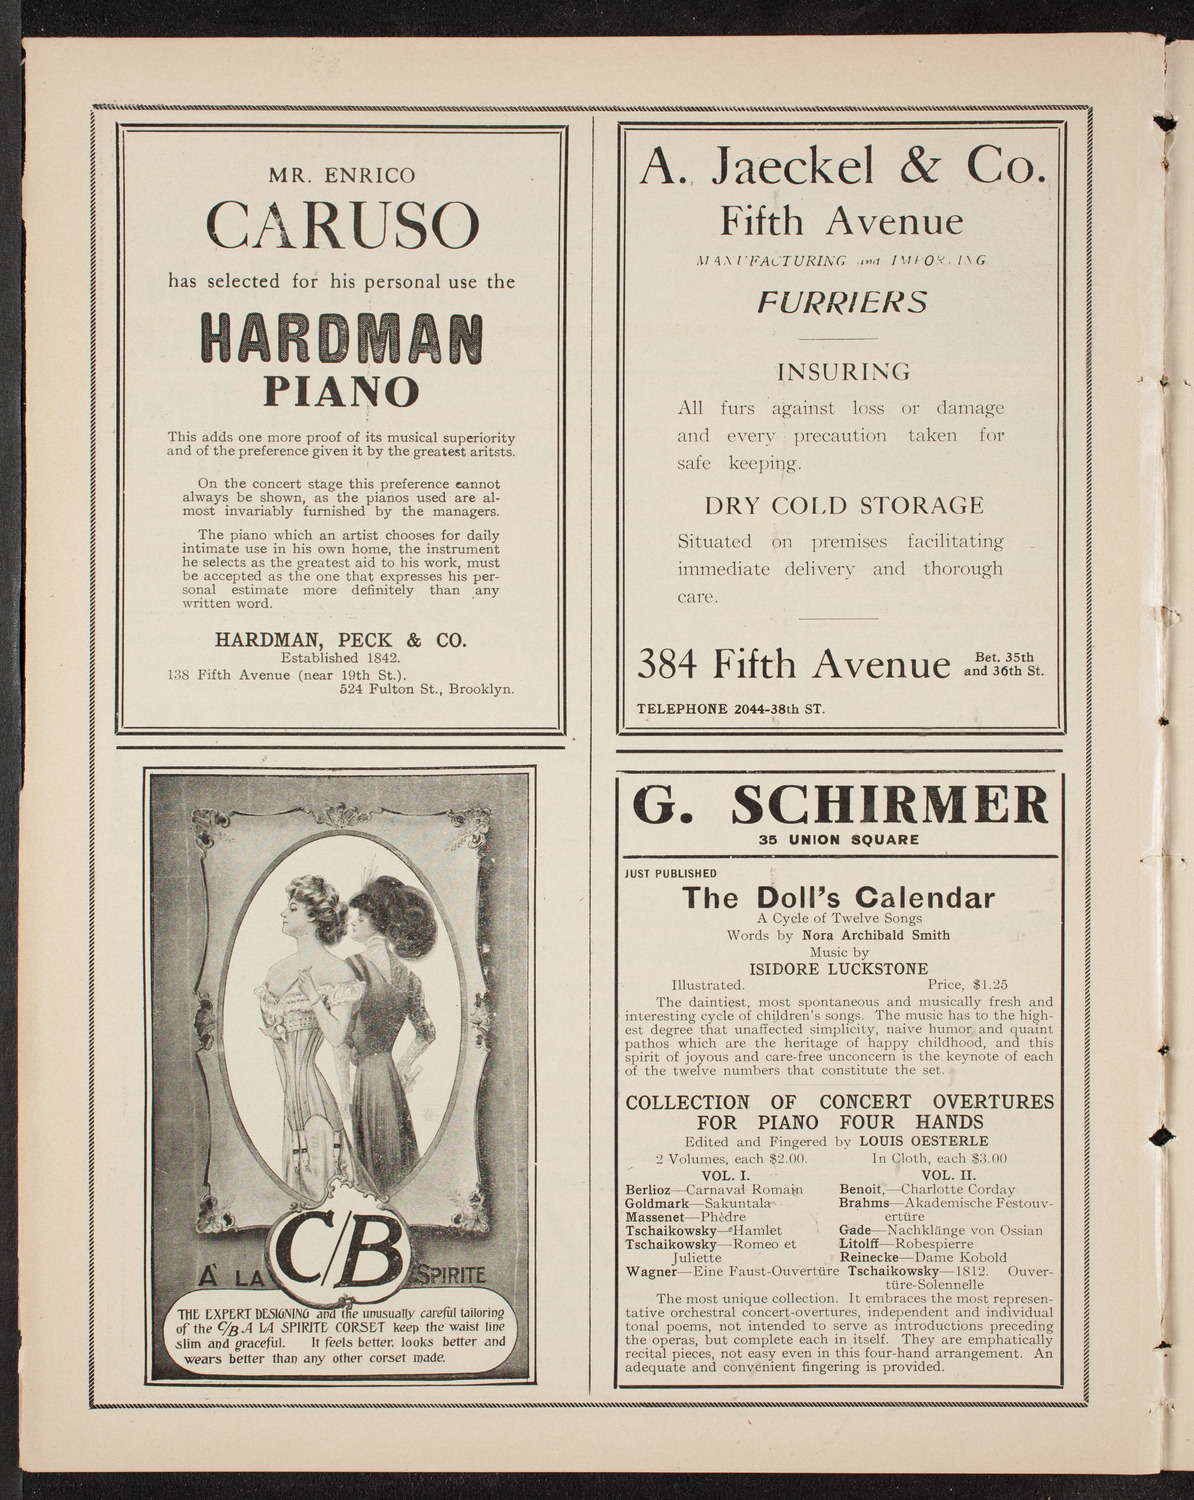 MR. ENRICO
CARUSO
has selected for his personal use the
HARDMAN
PIANO
This adds one more proof of its musical superiority
and of the preference given it by the greatest aritsts.
On the concert stage this preference cannot
always be shown, as the pianos used are al-
most invariably furnished by the managers.
The piano which an artist chooses for daily
intimate use in his own home, the instrument
he selects as the greatest aid to his work, must
be accepted as the one that expresses his per-
sonal estimate more definitely than any
written word.
HARDMAN, PECK & CO.
Established 1842.
138 Fifth Avenue (near 19th St.).
524 Fulton St., Brooklyn.
A. Jaeckel & Co.
Fifth Avenue
MANUFACTURING and IMPORTING
FURRIERS
INSURING
All furs against loss or damage
and every precaution taken for
safe keeping.
DRY COLD STORAGE
Situated on premises facilitating
immediate delivery and thorough
care.
384 Fifth Avenue Bet. 35th
and 36th St.
TELEPHONE 2044-38th ST.
C/B
À LA SPIRITE
THE EXPERT DESIGNING and the unusually careful tailoring
of the C/B A LA SPIRITE CORSET keep the waist line
slim and graceful. It feels better, looks better and
wears better than any other corset made.
G. SCHIRMER
35 UNION SQUARE
JUST PUBLISHED
The Doll's Calendar
A Cycle of Twelve Songs
Words by Nora Archibald Smith
Music by
ISIDORE LUCKSTONE
Illustrated. Price, $1.25
The daintiest, most spontaneous and musically fresh and
interesting cycle of children's songs. The music has to the high-
est degree that unaffected simplicity, naive humor and quaint
pathos which are the heritage of happy childhood, and this
spirit of joyous and care-free unconcern is the keynote of each
of the twelve numbers that constitute the set.
COLLECTION OF CONCERT OVERTURES
FOR PIANO FOUR HANDS
Edited and Fingered by LOUIS OESTERLE
2 Volumes, each $2.00. In Cloth, each $3.00
VOL. I.
Berlioz—Carnaval Romain
Goldmark—Sakuntala
Massenet—Phèdre
Tschaikowsky—Hamlet
Tschaikowsky—Romeo et
Juliette
Wagner—Eine Faust-Ouvertüre
VOL. II.
Benoit,—Charlotte Corday
Brahms—Akademische Festouv-
ertüre
Gade—Nachklänge von Ossian
Litolff—Robespierre
Reinecke—Dame Kobold
Tschaikowsky—1812. Ouver-
türe-Solennelle
The most unique collection. It embraces the most represen-
tative orchestral concert-overtures, independent and individual
tonal poems, not intended to serve as introductions preceding
the operas, but complete each in itself. They are emphatically
recital pieces, not easy even in this four-hand arrangement. An
adequate and convenient fingering is provided.